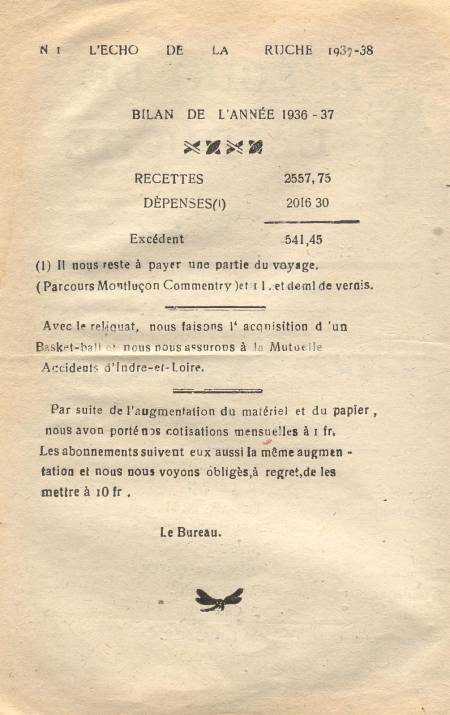 N 1 L'ECHO DE LA RUCHE 1937-38
BILAN DE L'ANNÉE 1936-37
RECETTES 2557,75
DÈPENSES(1) 2016 30
Excédent 541,45
(1) Il nous reste à payer une partie du voyage.
(Parcours Montluçon Commentry )et 1 l. et demi de vernis.
Avec le reliquat, nous faisons l' acquisition d 'un
Basket-ball et nous nous assurons à la Mutuelle
Accidents d'Indre-et-Loire.
Par suite de l'augmentation du matériel et du papier ,
nous avon porté nos cotisations mensuelles à 1 fr.
Les abonnements suivent eux aussi la même augmen -
tation et nous nous voyons obligès,à regret,de les
mettre à 10 fr .
Le Bureau.